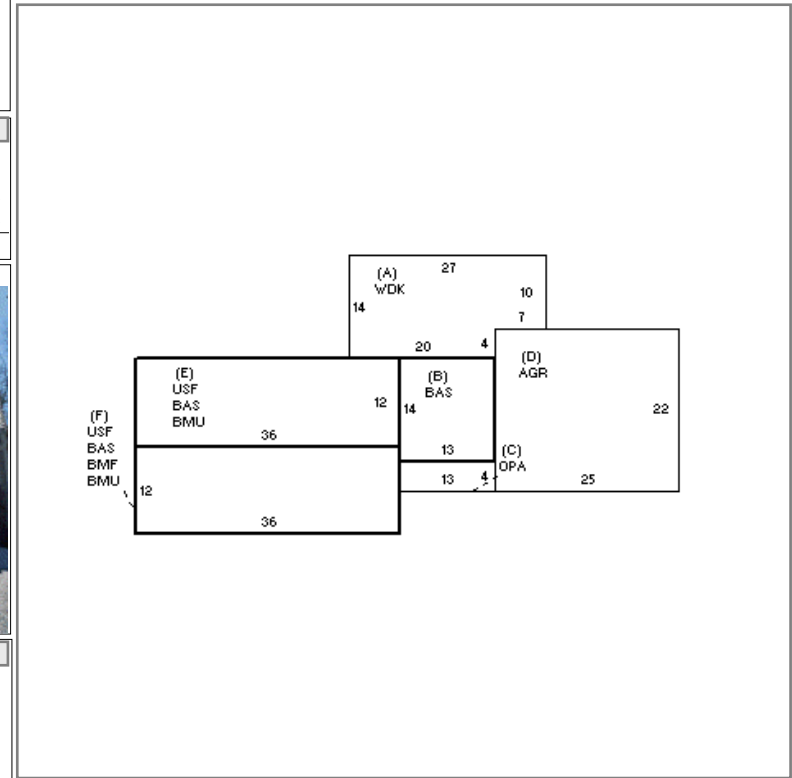 (A)
WDK
27
10
14
7
20
4
(D)
AGR
22
25
(E)
USF
BAS
BMU
12
36
(B)
BAS
14
13
(C)
OPA
13
4
(F)
USF
BAS
BMF
BMU
12
36